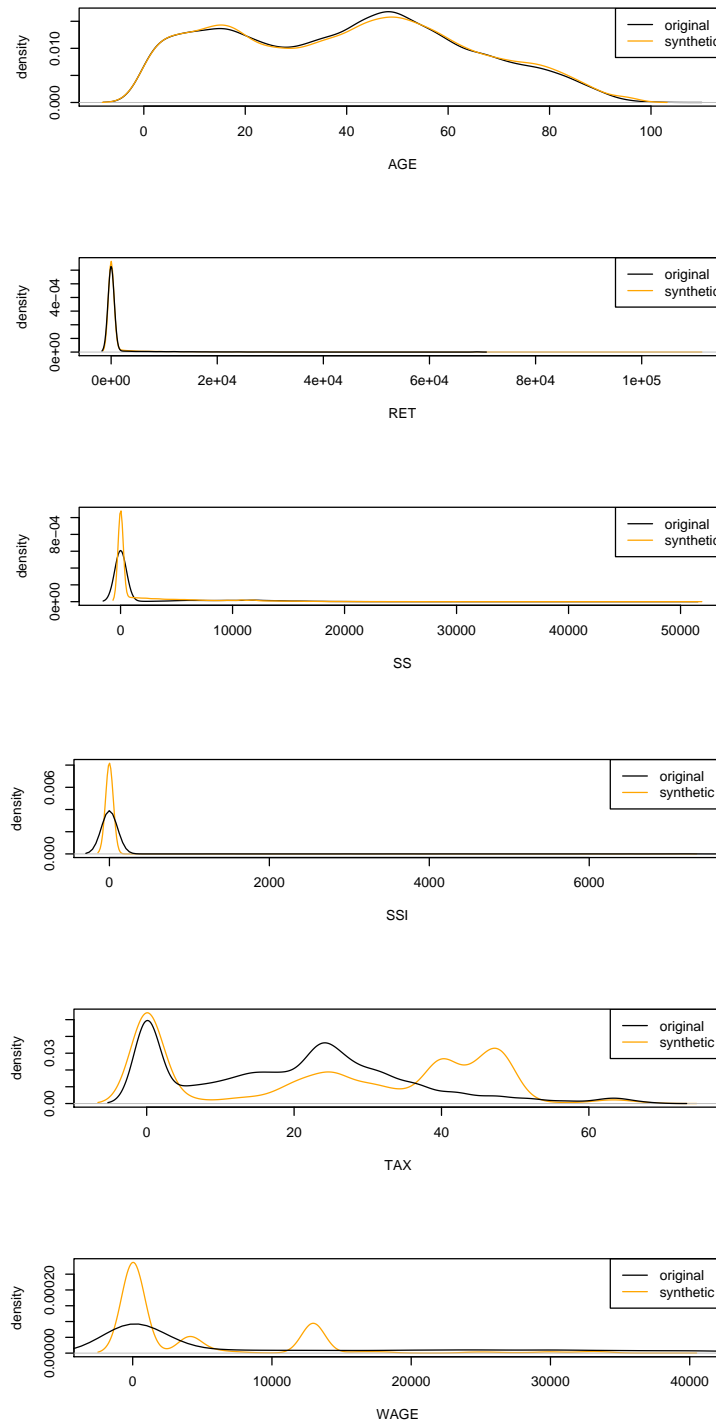 density
0.000
0.010
original
synthetic
0
20
40
60
80
100
AGE
density
0e+00
4e-04
original
synthetic
0e+00
2e+04
4e+04
6e+04
8e+04
1e+05
RET
density
0e+00
8e-04
original
synthetic
0
10000
20000
30000
40000
50000
SS
density
0.000
0.006
original
synthetic
0
2000
4000
6000
SSI
density
0.00
0.03
original
synthetic
0
20
40
60
TAX
density
0.00000
0.00020
original
synthetic
0
10000
20000
30000
40000
WAGE